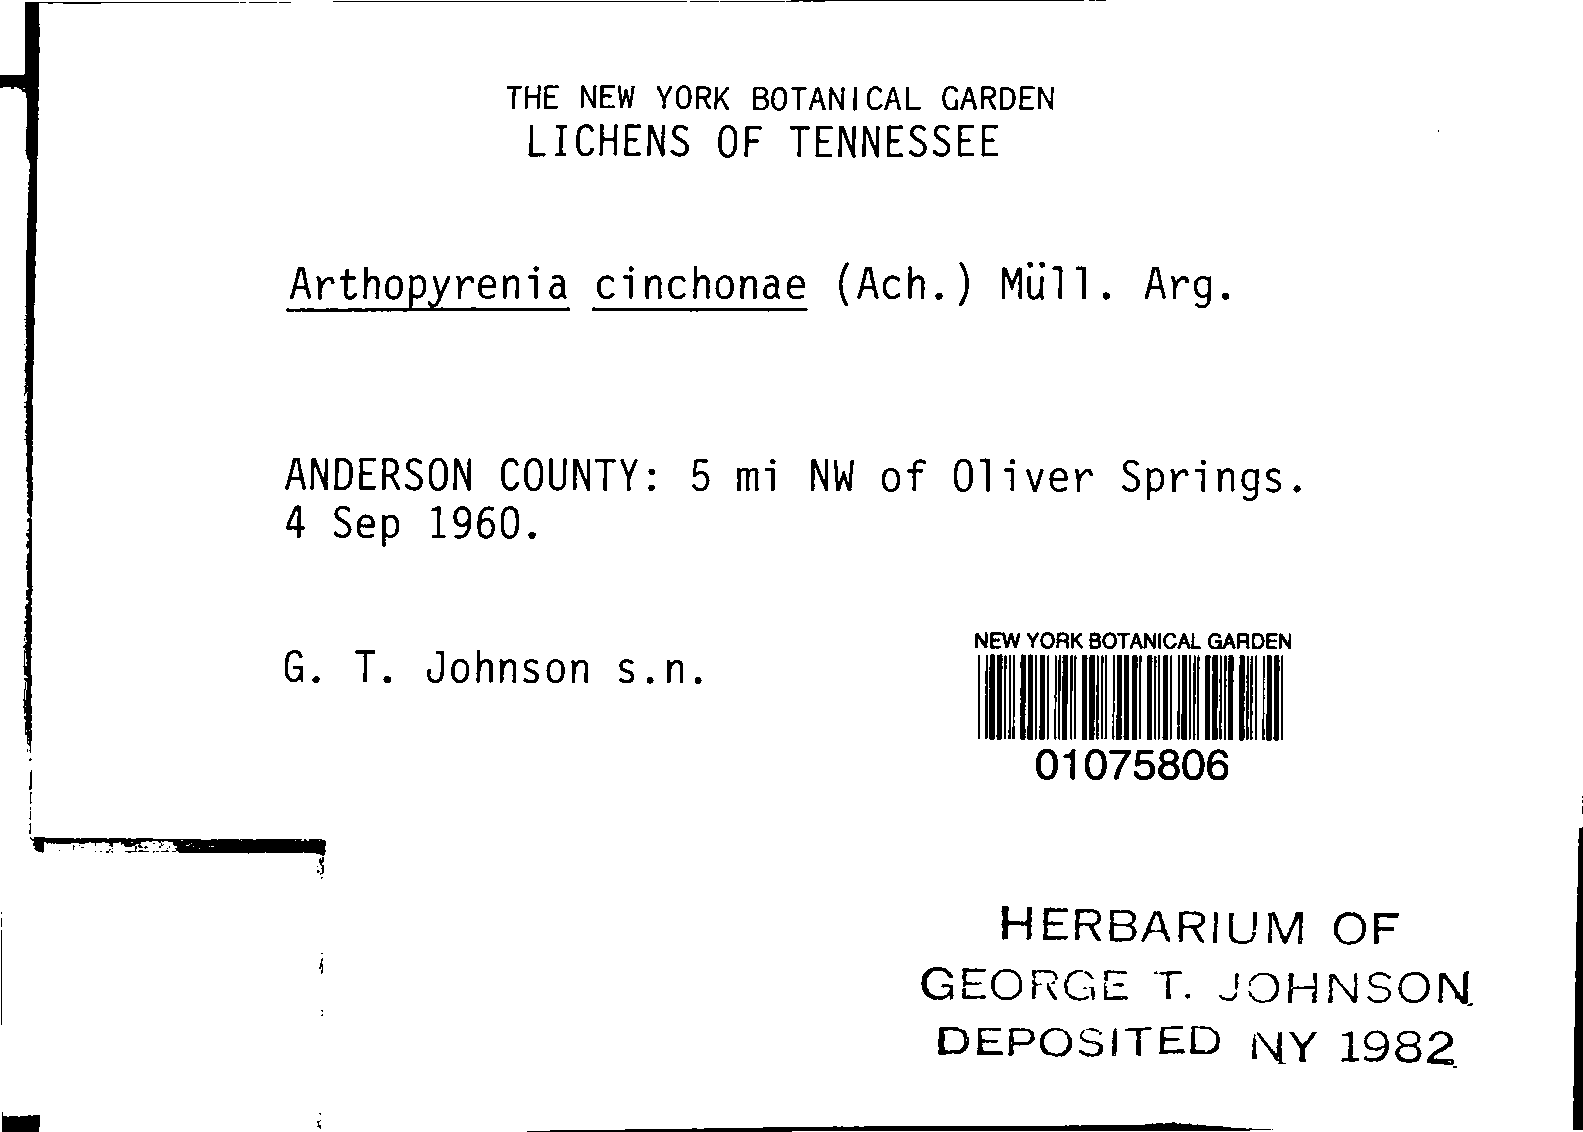 THE NEW YORK BOTANICAL GARDEN
LICHENS OF TENNESSEE
Arthopyrenia cinchonae (Ach.) Müll. Arg.
ANDERSON COUNTY: 5 mi NW of Oliver Springs.
4 Sep 1960.
G. T. Johnson s.n.
NEW YORK BOTANICAL GARDEN
01075806
HERBARIUM OF
GEORGE T. JOHNSON
DEPOSITED NY 1982